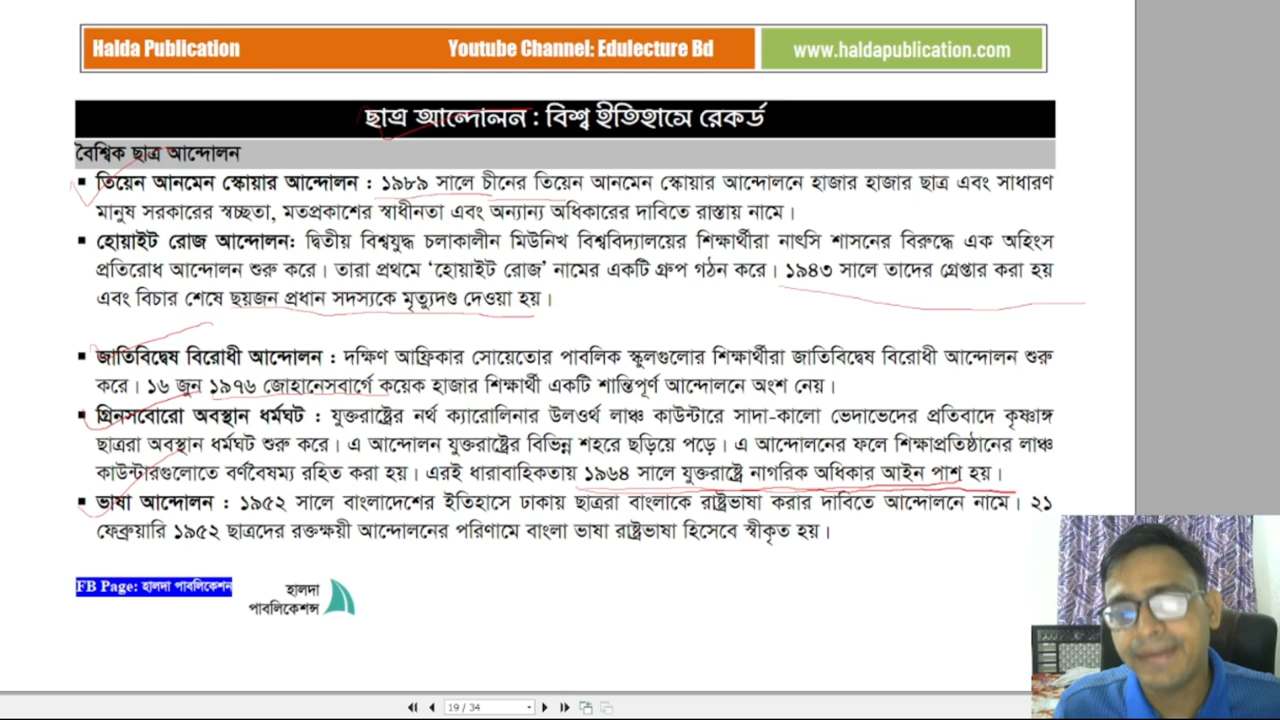 Halda Publication Youtube Channel: Edulecture Bd www.haldapublication.com
ছাত্র আন্দোলন : বিশ্ব ইতিহাসে রেকর্ড
বৈশ্বিক ছাত্র আন্দোলন
▪ তিয়েন আনমেন স্কোয়ার আন্দোলন : ১৯৮৯ সালে চীনের তিয়েন আনমেন স্কোয়ার আন্দোলনে হাজার হাজার ছাত্র এবং সাধারণ
মানুষ সরকারের স্বচ্ছতা, মতপ্রকাশের স্বাধীনতা এবং অন্যান্য অধিকারের দাবিতে রাস্তায় নামে।
▪ হোয়াইট রোজ আন্দোলন: দ্বিতীয় বিশ্বযুদ্ধ চলাকালীন মিউনিখ বিশ্ববিদ্যালয়ের শিক্ষার্থীরা নাৎসি শাসনের বিরুদ্ধে এক অহিংস
প্রতিরোধ আন্দোলন শুরু করে। তারা প্রথমে ‘হোয়াইট রোজ’ নামের একটি গ্রুপ গঠন করে। ১৯৪৩ সালে তাদের গ্রেপ্তার করা হয়
এবং বিচার শেষে ছয়জন প্রধান সদস্যকে মৃত্যুদণ্ড দেওয়া হয়।
▪ জাতিবিদ্বেষ বিরোধী আন্দোলন : দক্ষিণ আফ্রিকার সোয়েতোর পাবলিক স্কুলগুলোর শিক্ষার্থীরা জাতিবিদ্বেষ বিরোধী আন্দোলন শুরু
করে। ১৬ জুন ১৯৭৬ জোহানেসবার্গে কয়েক হাজার শিক্ষার্থী একটি শান্তিপূর্ণ আন্দোলনে অংশ নেয়।
▪ গ্রিনসবোরো অবস্থান ধর্মঘট : যুক্তরাষ্ট্রের নর্থ ক্যারোলিনার উলওর্থ লাঞ্চ কাউন্টারে সাদা-কালো ভেদাভেদের প্রতিবাদে কৃষ্ণাঙ্গ
ছাত্ররা অবস্থান ধর্মঘট শুরু করে। এ আন্দোলন যুক্তরাষ্ট্রের বিভিন্ন শহরে ছড়িয়ে পড়ে। এ আন্দোলনের ফলে শিক্ষাপ্রতিষ্ঠানের লাঞ্চ
কাউন্টারগুলোতে বর্ণবৈষম্য রহিত করা হয়। এরই ধারাবাহিকতায় ১৯৬৪ সালে যুক্তরাষ্ট্রে নাগরিক অধিকার আইন পাশ হয়।
▪ ভাষা আন্দোলন : ১৯৫২ সালে বাংলাদেশের ইতিহাসে ঢাকায় ছাত্ররা বাংলাকে রাষ্ট্রভাষা করার দাবিতে আন্দোলনে নামে। ২১
ফেব্রুয়ারি ১৯৫২ ছাত্রদের রক্তক্ষয়ী আন্দোলনের পরিণামে বাংলা ভাষা রাষ্ট্রভাষা হিসেবে স্বীকৃত হয়।
FB Page: হালদা পাবলিকেশন
হালদা
পাবলিকেশন্স
19 / 34